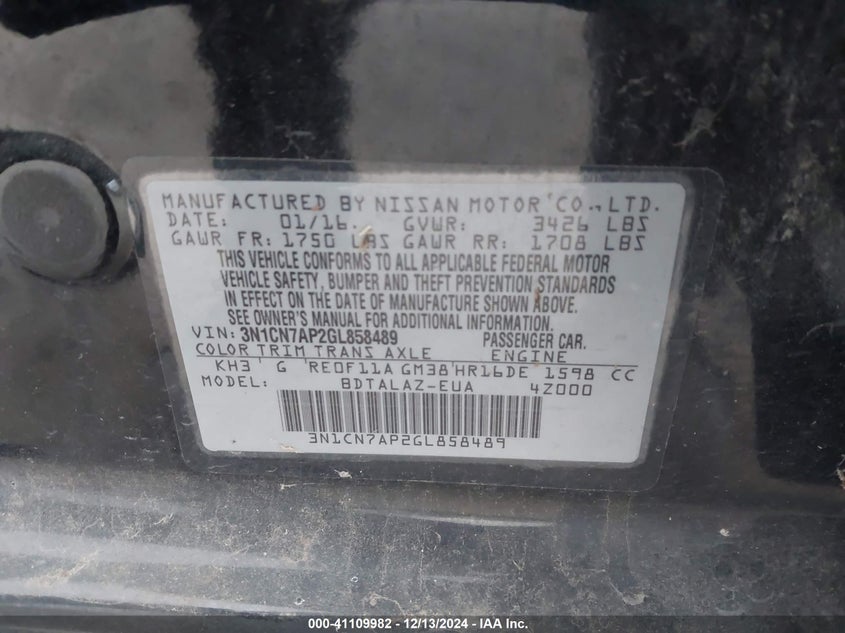 MANUFACTURED BY NISSAN MOTOR CO., LTD.
DATE: 01/16 GVWR: 3426 LBS
GAWR FR: 1750 LBS GAWR RR: 1708 LBS
THIS VEHICLE CONFORMS TO ALL APPLICABLE FEDERAL MOTOR
VEHICLE SAFETY, BUMPER AND THEFT PREVENTION STANDARDS
IN EFFECT ON THE DATE OF MANUFACTURE SHOWN ABOVE.
SEE OWNER'S MANUAL FOR ADDITIONAL INFORMATION.
VIN: 3N1CN7AP2GL858489 PASSENGER CAR.
COLOR TRIM TRANS AXLE ENGINE
KH3 G RE0F11A GM38 HR16DE 1598 CC
MODEL: BDTALAZ-EUA 4Z000
3N1CN7AP2GL858489
000-41109982 - 12/13/2024 - IAA Inc.